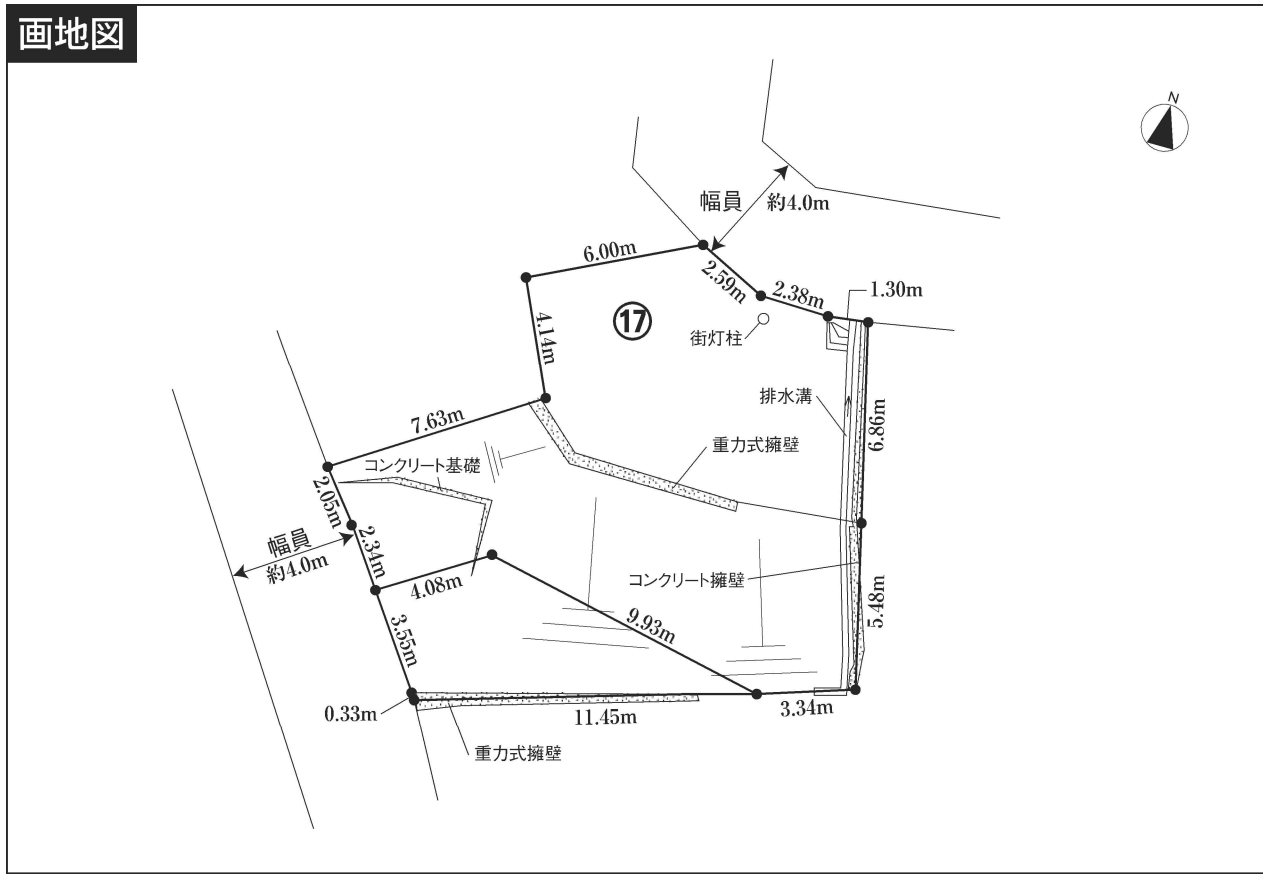 画地図
N
幅員
約4.0m
6.00m
2.59m
2.38m
1.30m
⑰
街灯柱
4.14m
排水溝
6.86m
7.63m
重力式擁壁
コンクリート基礎
2.05m
幅員
約4.0m
2.34m
4.08m
コンクリート擁壁
5.48m
3.55m
9.93m
0.33m
11.45m
3.34m
重力式擁壁